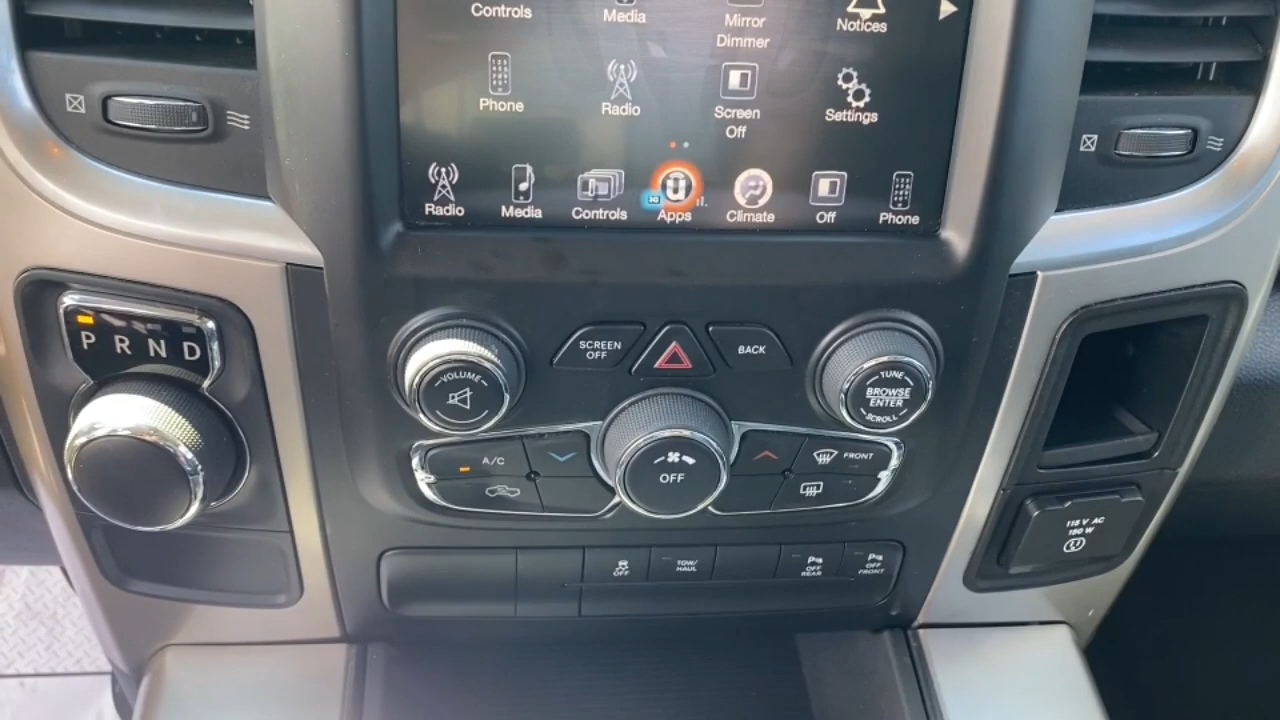 Controls
Media
Mirror
Dimmer
Notices
Phone
Radio
Screen
Off
Settings
Radio
Media
Controls
3G
Apps
Climate
Off
Phone
P R N D
VOLUME
SCREEN
OFF
BACK
TUNE
BROWSE
ENTER
SCROLL
A/C
OFF
FRONT
OFF
TOW/
HAUL
P
OFF
REAR
P
OFF
FRONT
115 V AC
150 W